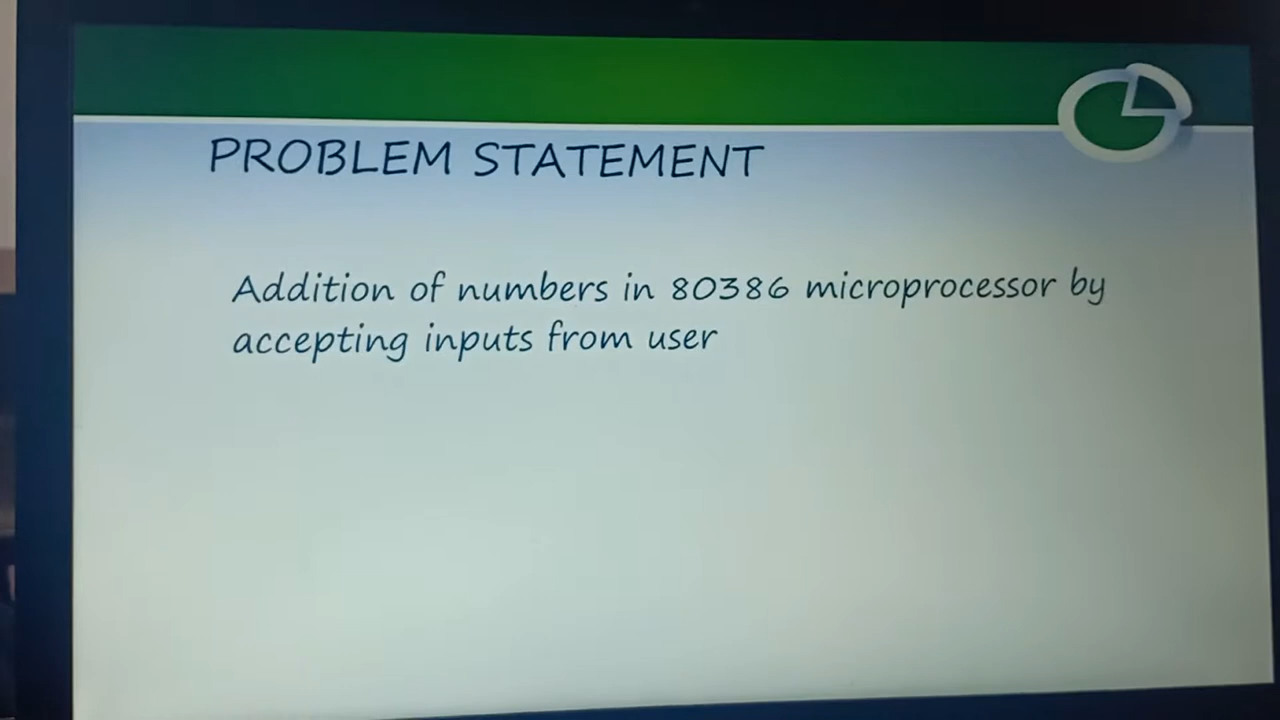 PROBLEM STATEMENT
Addition of numbers in 80386 microprocessor by
accepting inputs from user